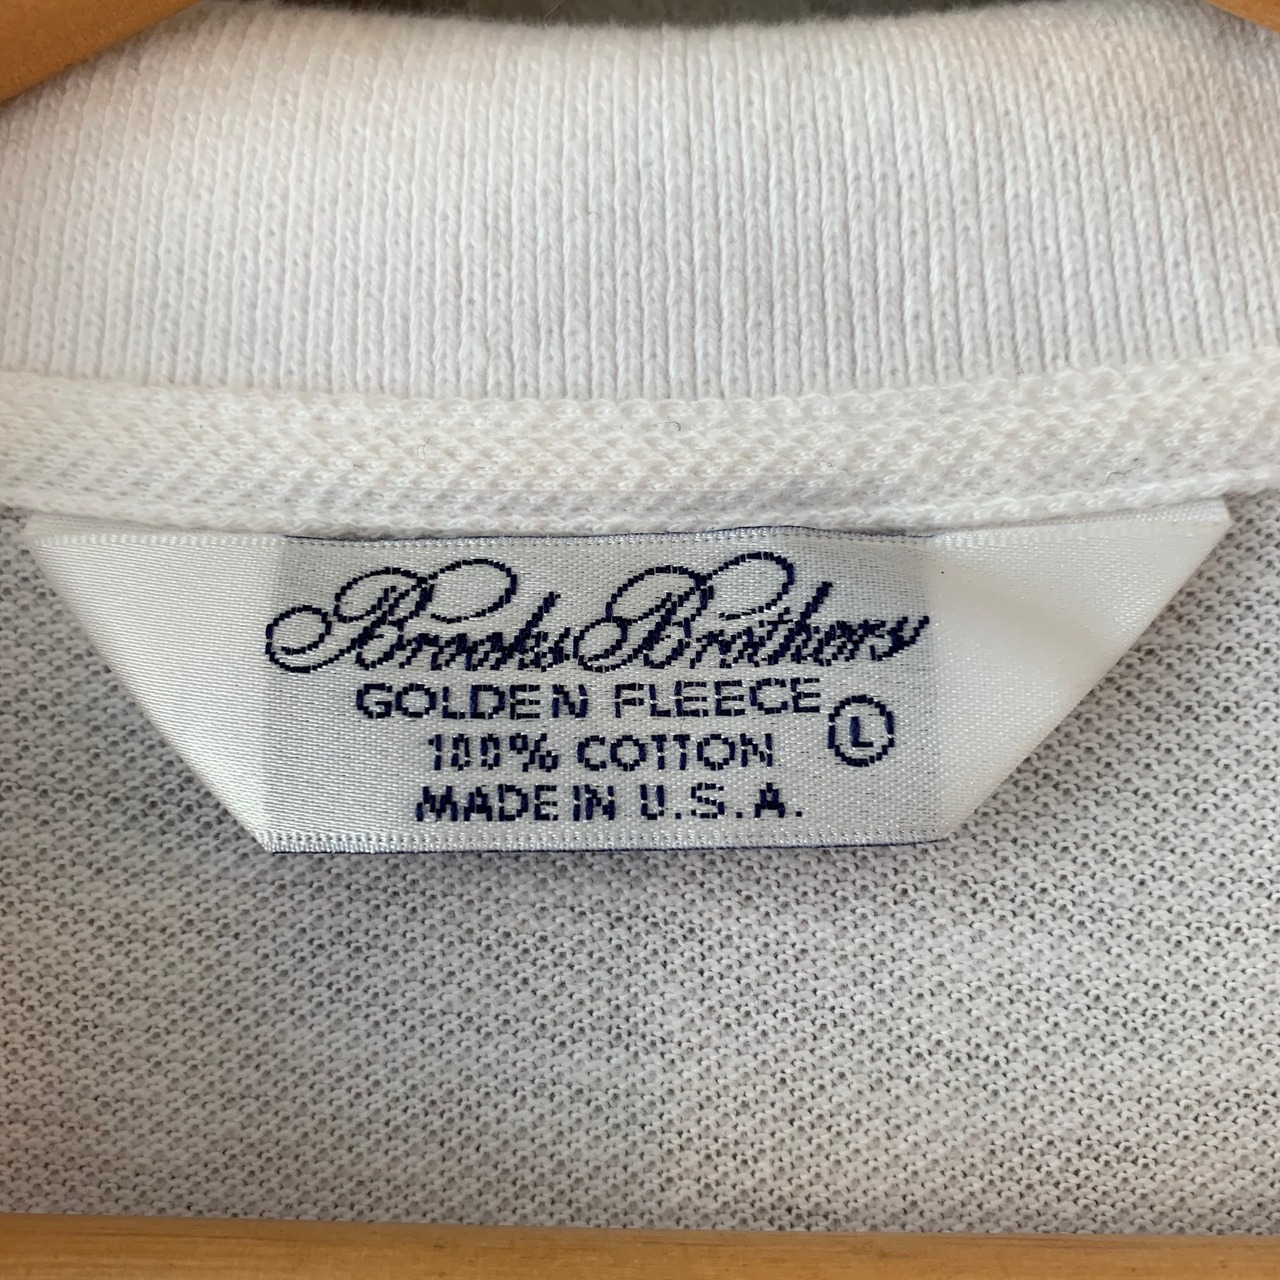 Brooks Brothers
GOLDEN FLEECE
L
100% COTTON
MADE IN U.S.A.